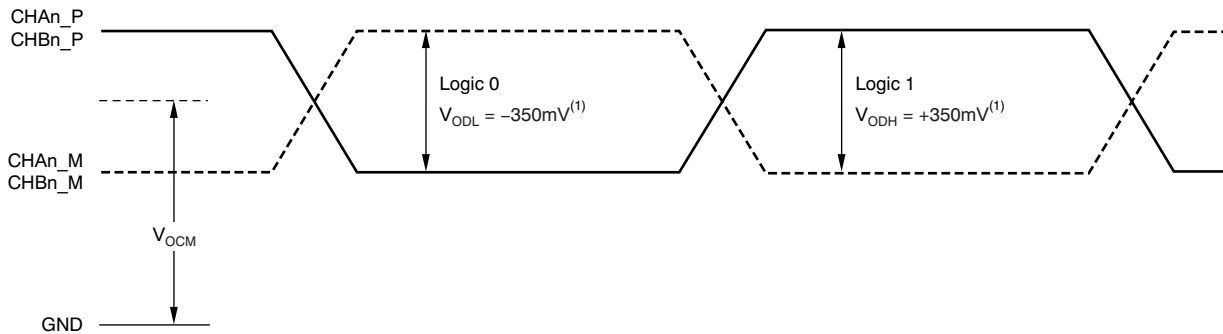 CHAn_P
CHBn_P
Logic 0
V_ODL = –350mV(1)
Logic 1
V_ODH = +350mV(1)
CHAn_M
CHBn_M
V_OCM
GND